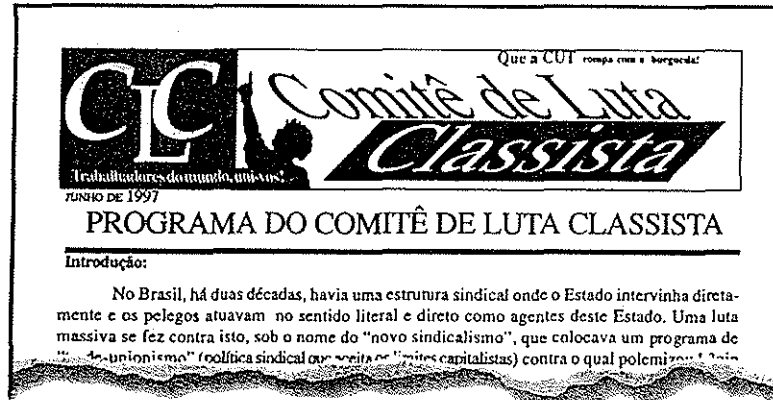 Que a CUT rompa com a burguesia!
CLC
Comitê de Luta
Classista
Trabalhadores do mundo, uni-vos!
JUNHO DE 1997
PROGRAMA DO COMITÊ DE LUTA CLASSISTA
Introdução:
No Brasil, há duas décadas, havia uma estrutura sindical onde o Estado intervinha direta-
mente e os pelegos atuavam no sentido literal e direto como agentes deste Estado. Uma luta
massiva se fez contra isto, sob o nome do "novo sindicalismo", que colocava um programa de
de-unionismo" (política sindical que aceita os limites capitalistas) contra o qual polemizou